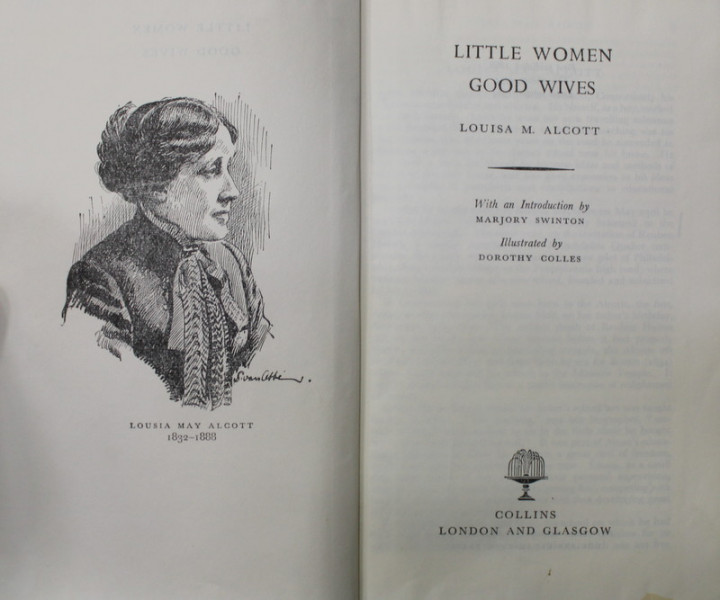 LOUSIA MAY ALCOTT
1832–1888
LITTLE WOMEN
GOOD WIVES
LOUISA M. ALCOTT
With an Introduction by
MARJORY SWINTON
Illustrated by
DOROTHY COLLES
COLLINS
LONDON AND GLASGOW